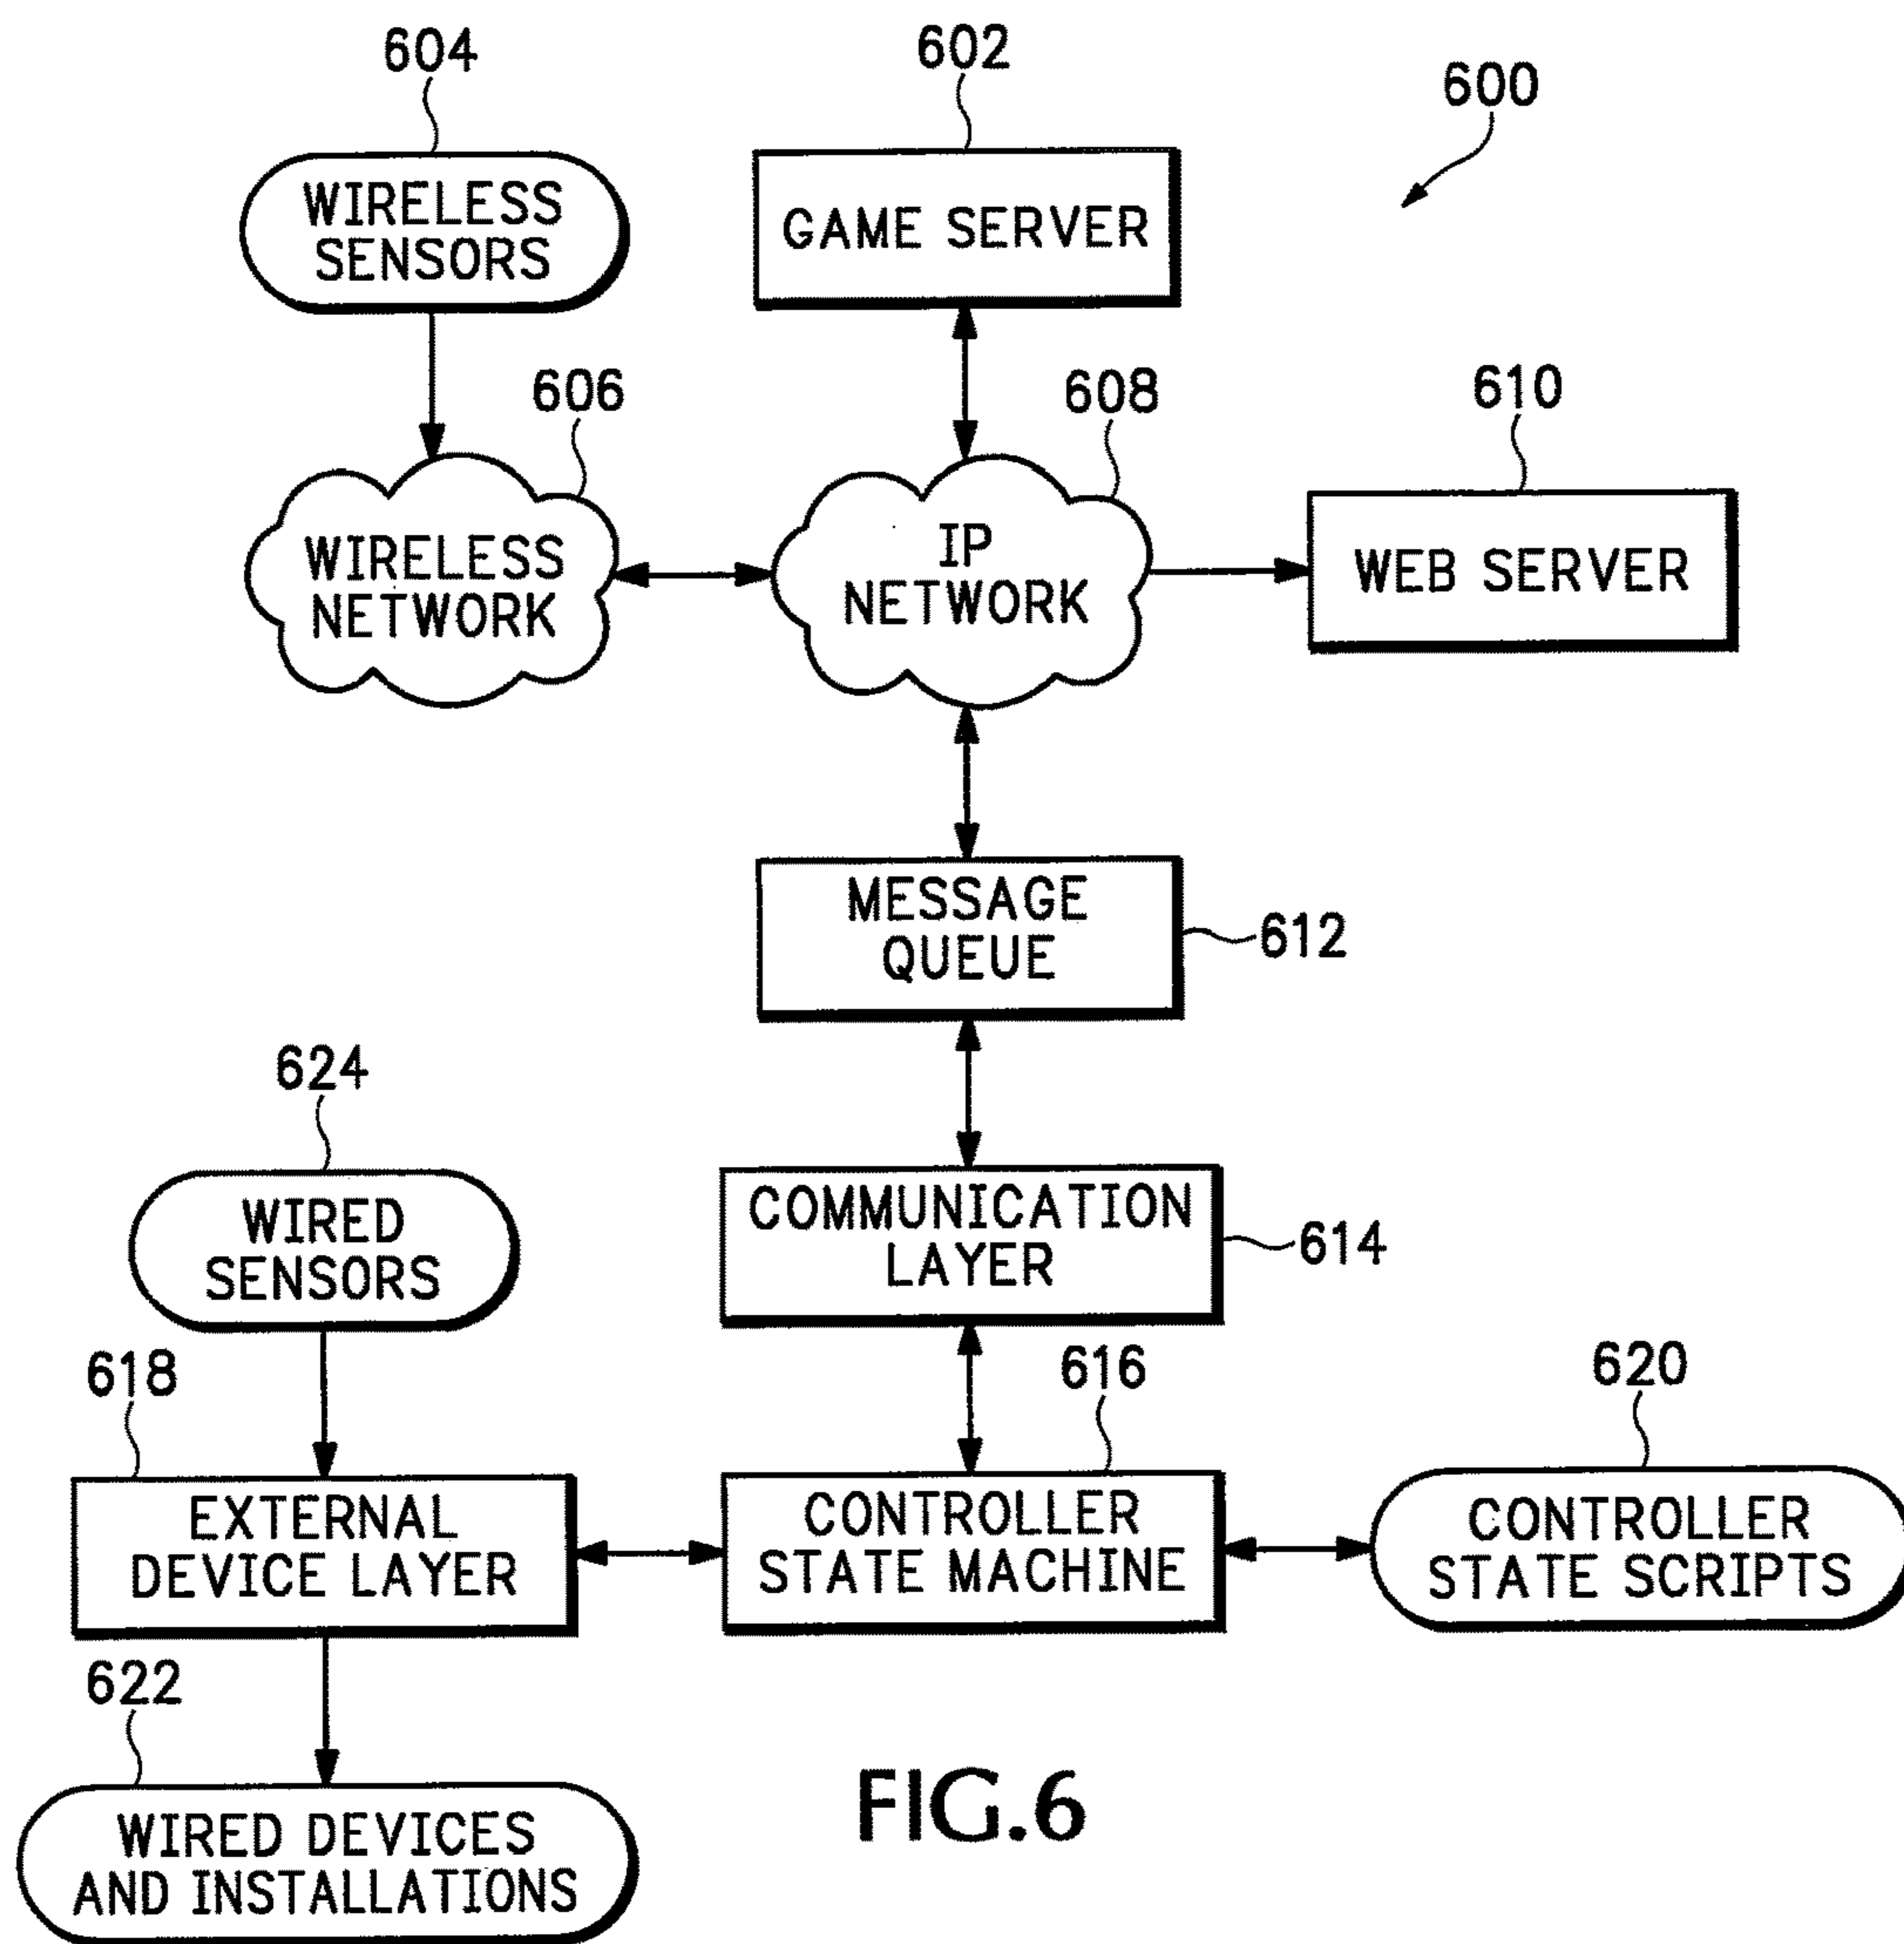 604
602
600
WIRELESS
SENSORS
GAME SERVER
606
608
610
WIRELESS
NETWORK
IP
NETWORK
WEB SERVER
MESSAGE
QUEUE
612
624
WIRED
SENSORS
COMMUNICATION
LAYER
614
618
616
620
EXTERNAL
DEVICE LAYER
CONTROLLER
STATE MACHINE
CONTROLLER
STATE SCRIPTS
622
WIRED DEVICES
AND INSTALLATIONS
FIG.6